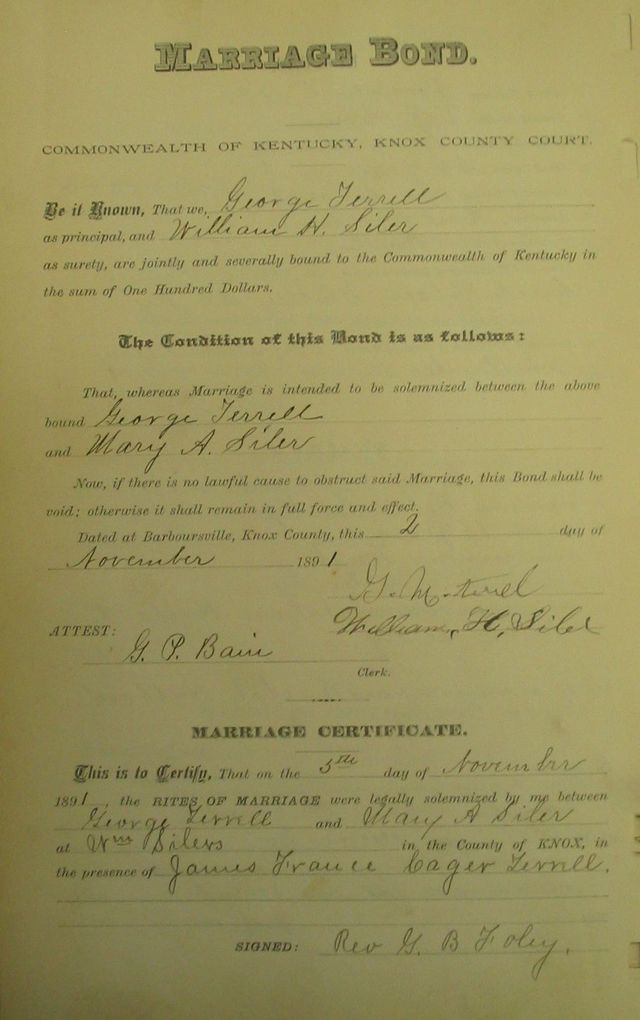 MARRIAGE BOND.
COMMONWEALTH OF KENTUCKY, KNOX COUNTY COURT.
Be it Known, That we, George Terrell
as principal, and William H. Siler
as surety, are jointly and severally bound to the Commonwealth of Kentucky in
the sum of One Hundred Dollars.
The Condition of this Bond is as follows:
That, whereas Marriage is intended to be solemnized between the above
bound George Terrell
and Mary A. Siler
Now, if there is no lawful cause to obstruct said Marriage, this Bond shall be
void; otherwise it shall remain in full force and effect.
Dated at Barboursville, Knox County, this 2 day of
November 1891
G. M. Terrel
William, H, Siler
ATTEST:
G. P. Bain
Clerk.
MARRIAGE CERTIFICATE.
This is to Certify, That on the 5th day of November
1891, the RITES OF MARRIAGE were legally solemnized by me between
George Terrell and Mary A Siler
at Wm Silers in the County of KNOX, in
the presence of James France Cager Terrell.
SIGNED: Rev G. B Foley.